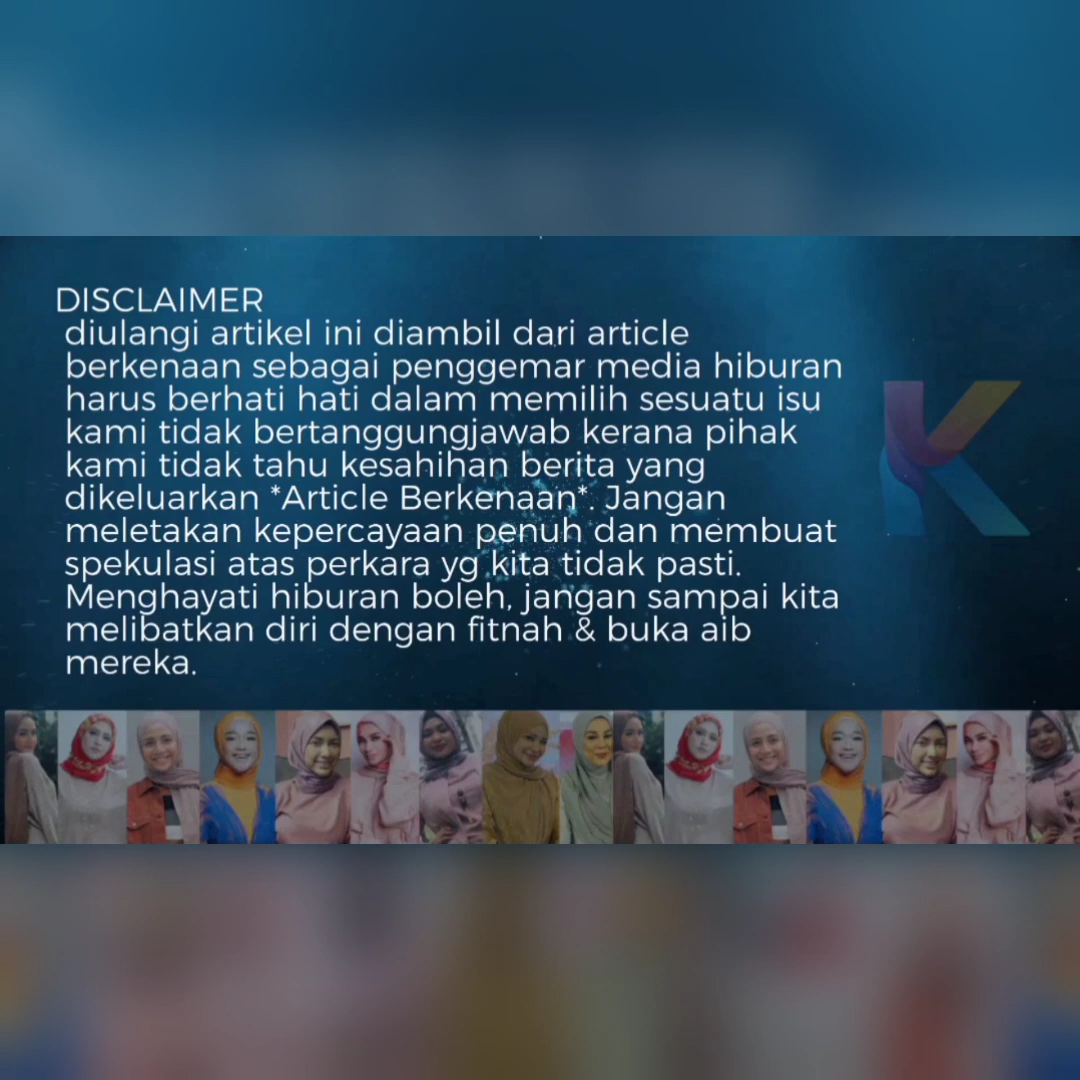 DISCLAIMER
diulangi artikel ini diambil dari article
berkenaan sebagai penggemar media hiburan
harus berhati hati dalam memilih sesuatu isu
kami tidak bertanggungjawab kerana pihak
kami tidak tahu kesahihan berita yang
dikeluarkan *Article Berkenaan*. Jangan
meletakan kepercayaan penuh dan membuat
spekulasi atas perkara yg kita tidak pasti.
Menghayati hiburan boleh, jangan sampai kita
melibatkan diri dengan fitnah & buka aib
mereka.
K